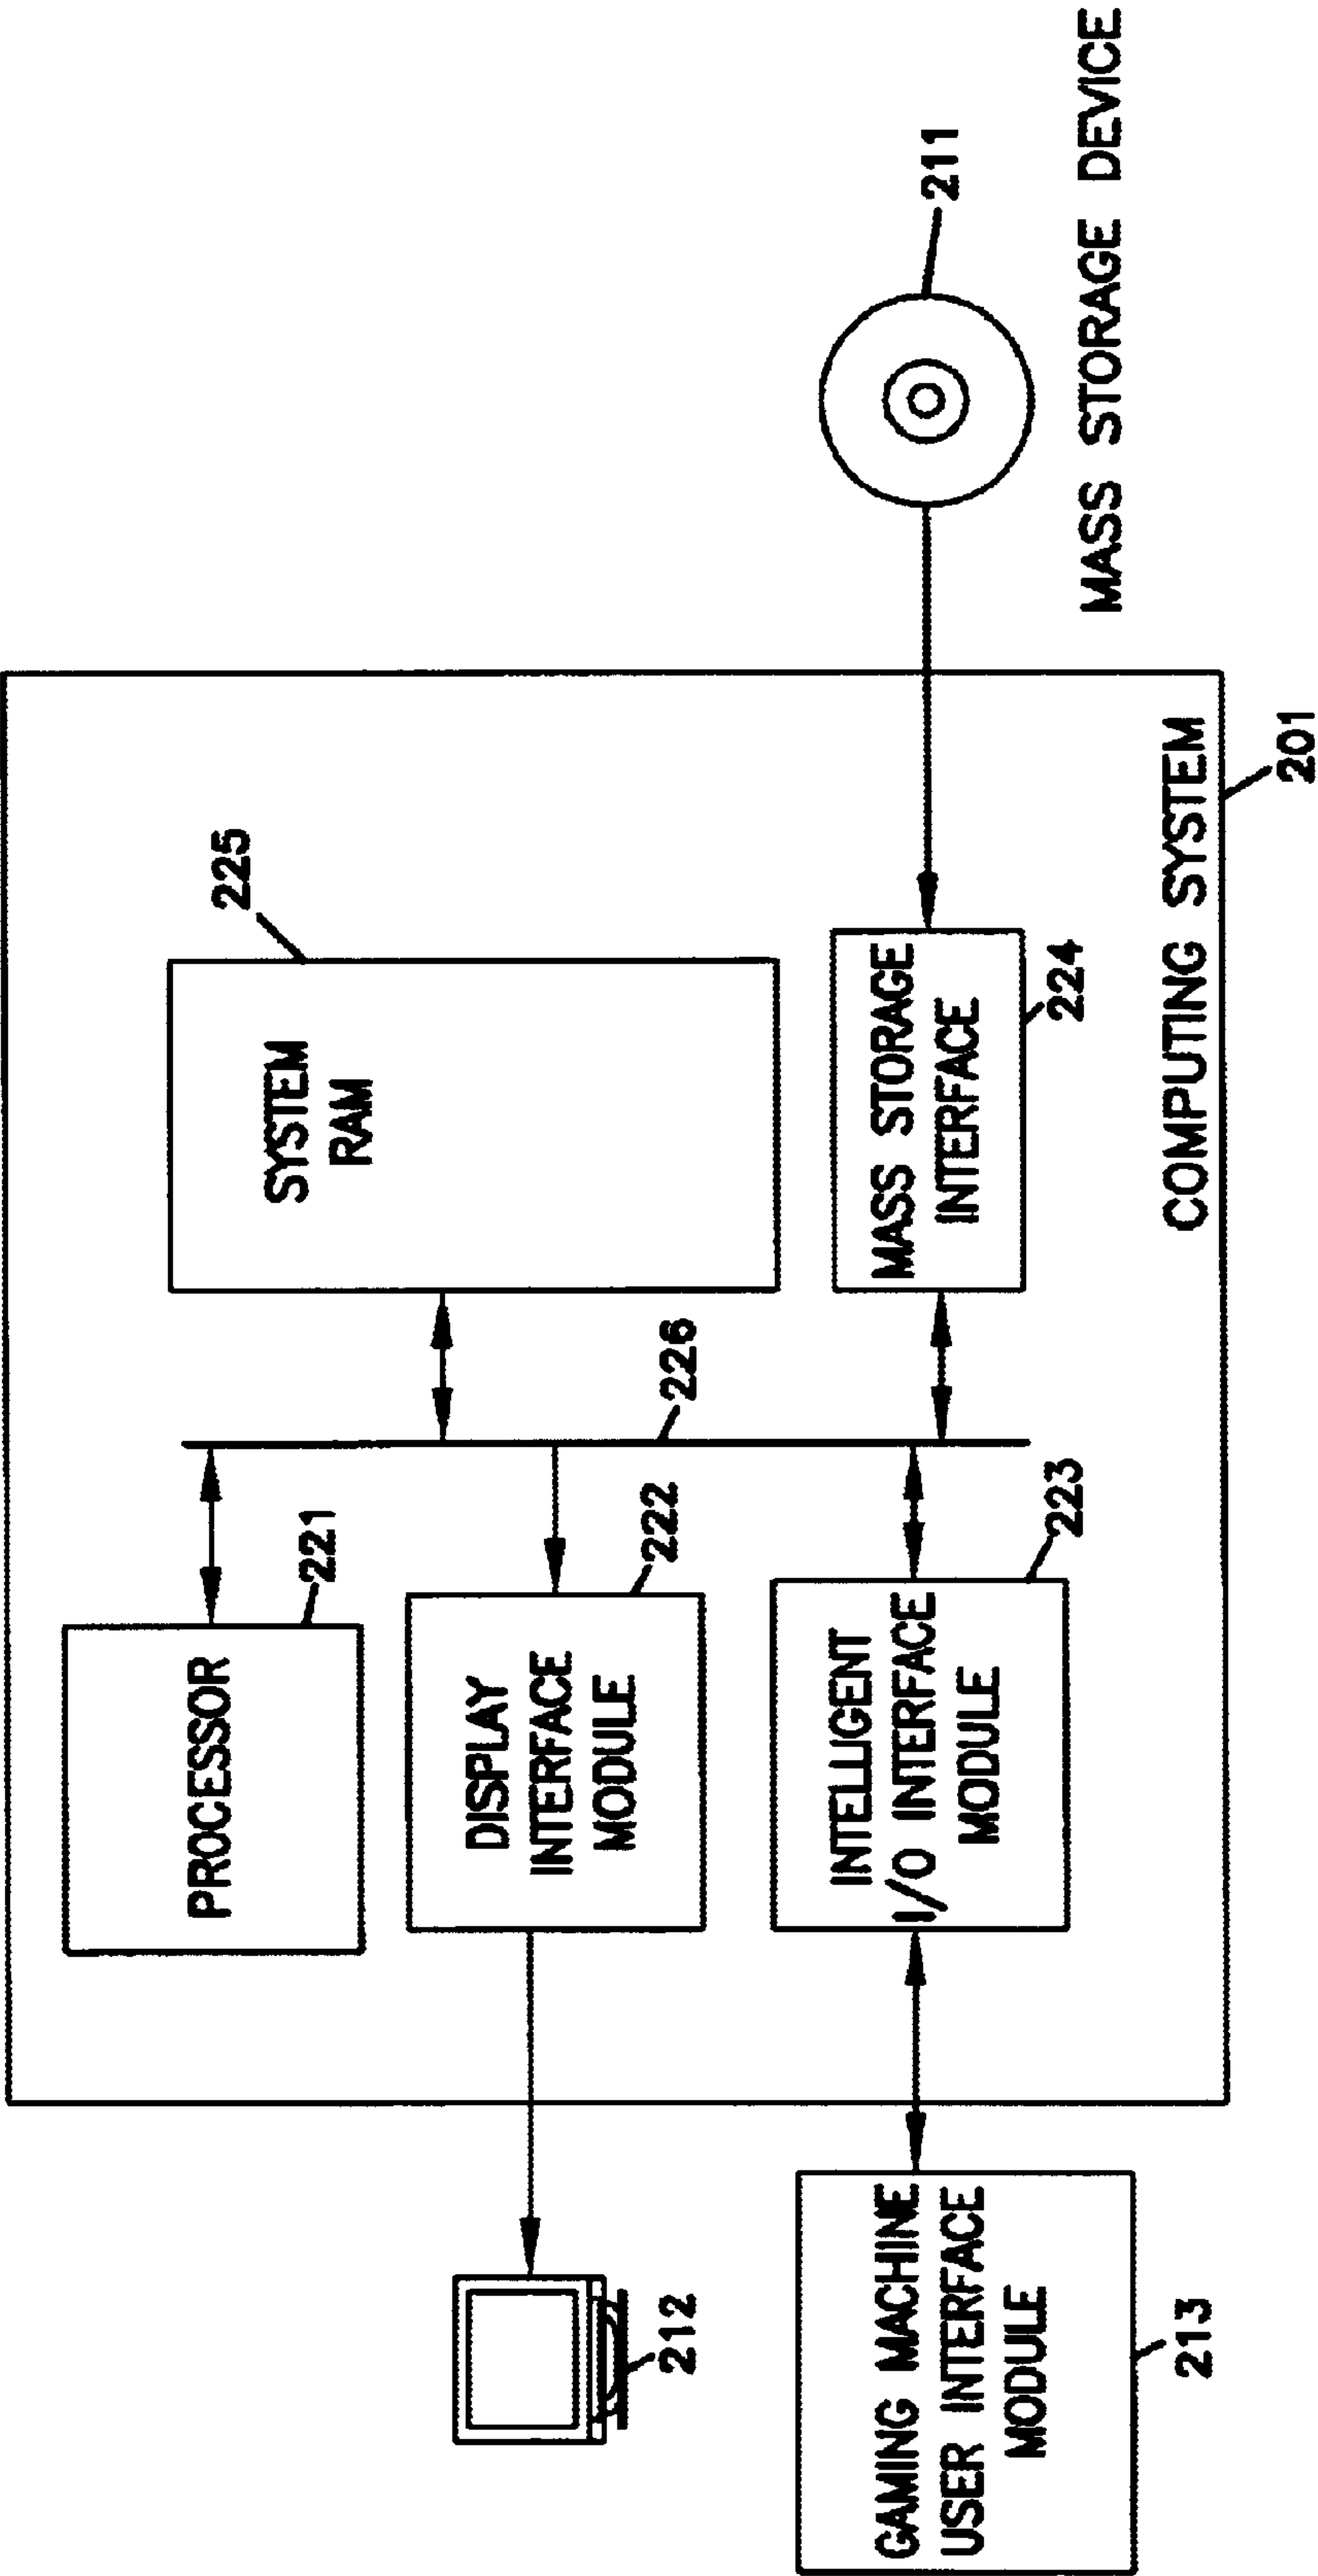 PROCESSOR
221
SYSTEM
RAM
225
212
DISPLAY
INTERFACE
MODULE
222
226
GAMING MACHINE
USER INTERFACE
MODULE
213
INTELLIGENT
I/O INTERFACE
MODULE
223
MASS STORAGE
INTERFACE
224
211
MASS STORAGE DEVICE
COMPUTING SYSTEM
201